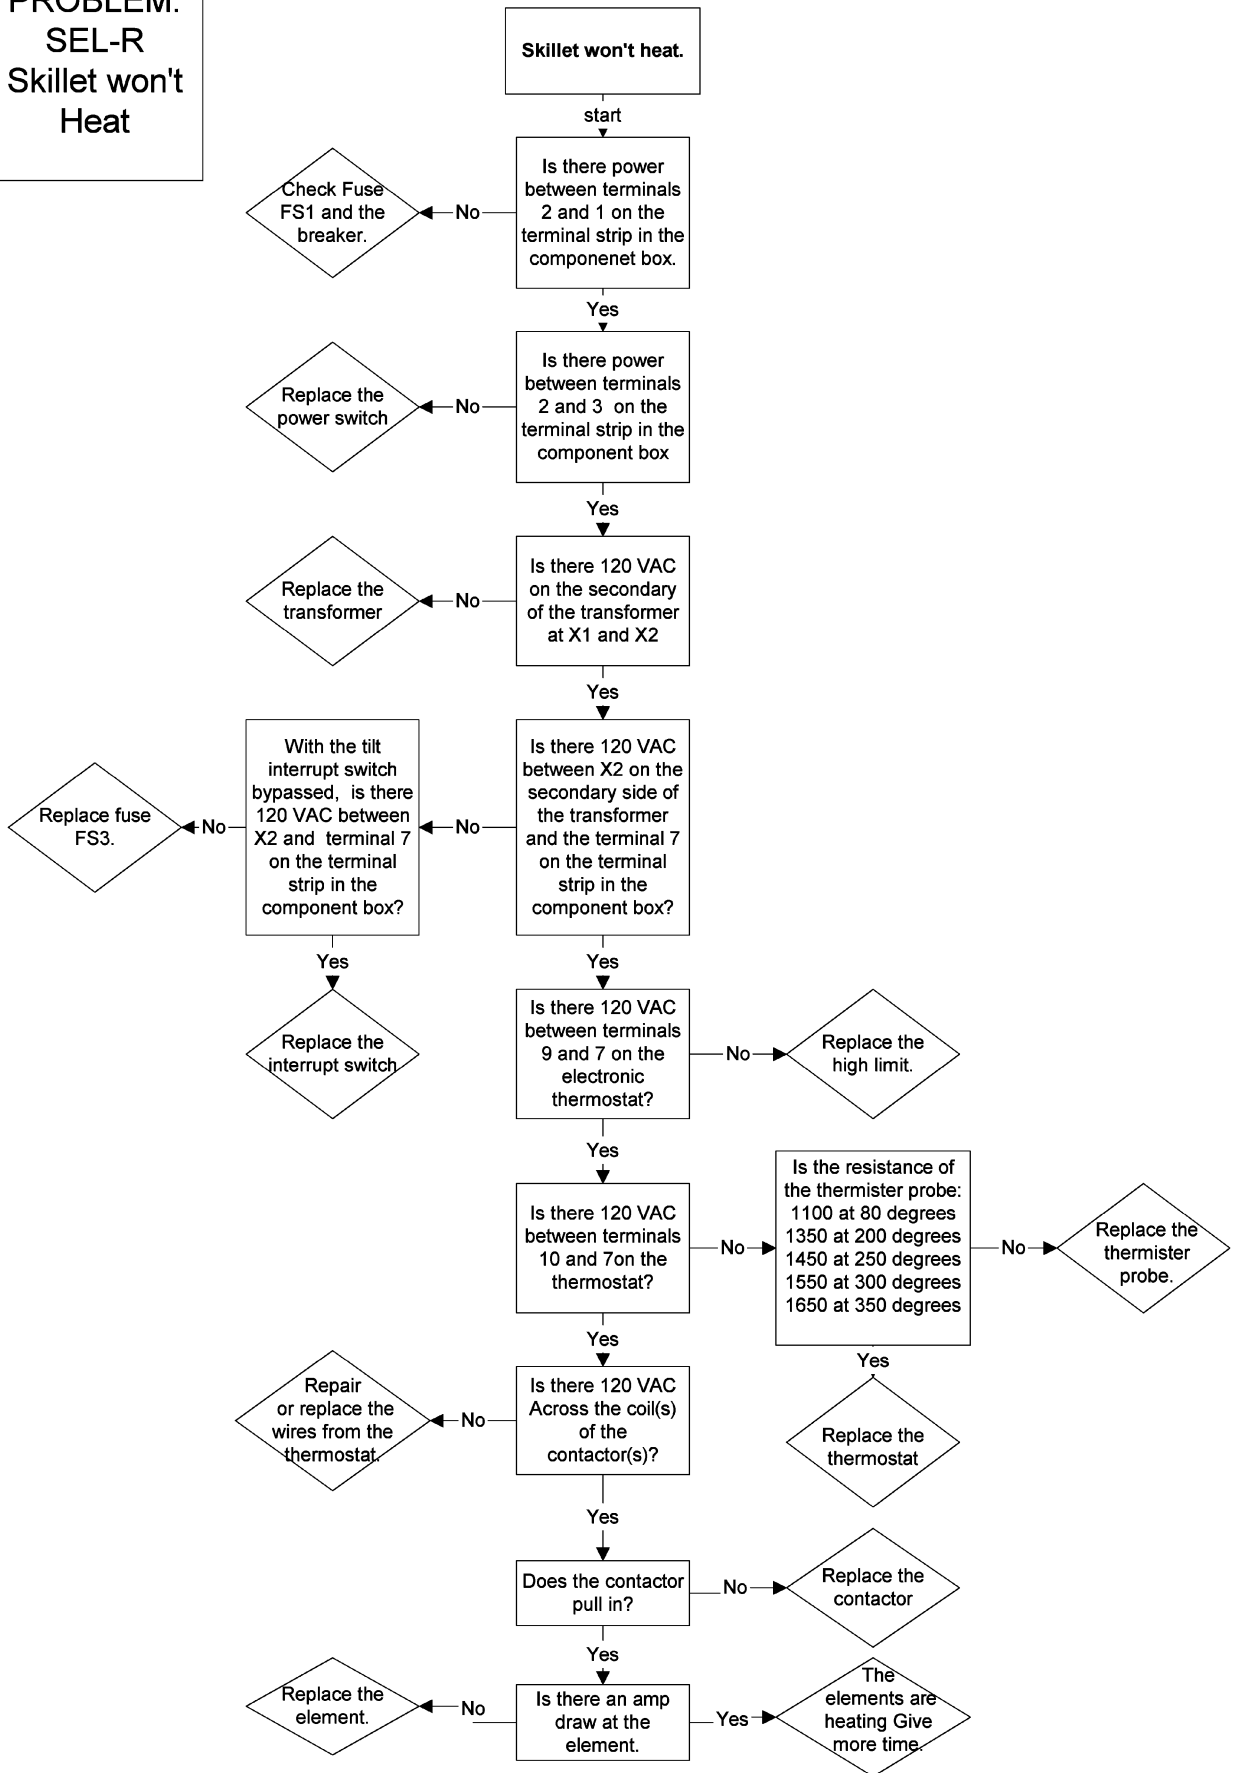 PROBLEM:
SEL-R
Skillet won't
Heat
Skillet won't heat.
start
Is there power
between terminals
2 and 1 on the
terminal strip in the
componenet box.
No
Check Fuse
FS1 and the
breaker.
Yes
Is there power
between terminals
2 and 3 on the
terminal strip in the
component box
No
Replace the
power switch
Yes
Is there 120 VAC
on the secondary
of the transformer
at X1 and X2
No
Replace the
transformer
Yes
Is there 120 VAC
between X2 on the
secondary side of
the transformer
and the terminal 7
on the terminal
strip in the
component box?
No
With the tilt
interrupt switch
bypassed, is there
120 VAC between
X2 and terminal 7
on the terminal
strip in the
component box?
No
Replace fuse
FS3.
Yes
Replace the
interrupt switch
Yes
Is there 120 VAC
between terminals
9 and 7 on the
electronic
thermostat?
No
Replace the
high limit.
Yes
Is there 120 VAC
between terminals
10 and 7on the
thermostat?
No
Is the resistance of
the thermister probe:
1100 at 80 degrees
1350 at 200 degrees
1450 at 250 degrees
1550 at 300 degrees
1650 at 350 degrees
No
Replace the
thermister
probe.
Yes
Replace the
thermostat
Yes
Is there 120 VAC
Across the coil(s)
of the
contactor(s)?
No
Repair
or replace the
wires from the
thermostat.
Yes
Does the contactor
pull in?
No
Replace the
contactor
Yes
Is there an amp
draw at the
element.
No
Replace the
element.
Yes
The
elements are
heating Give
more time.